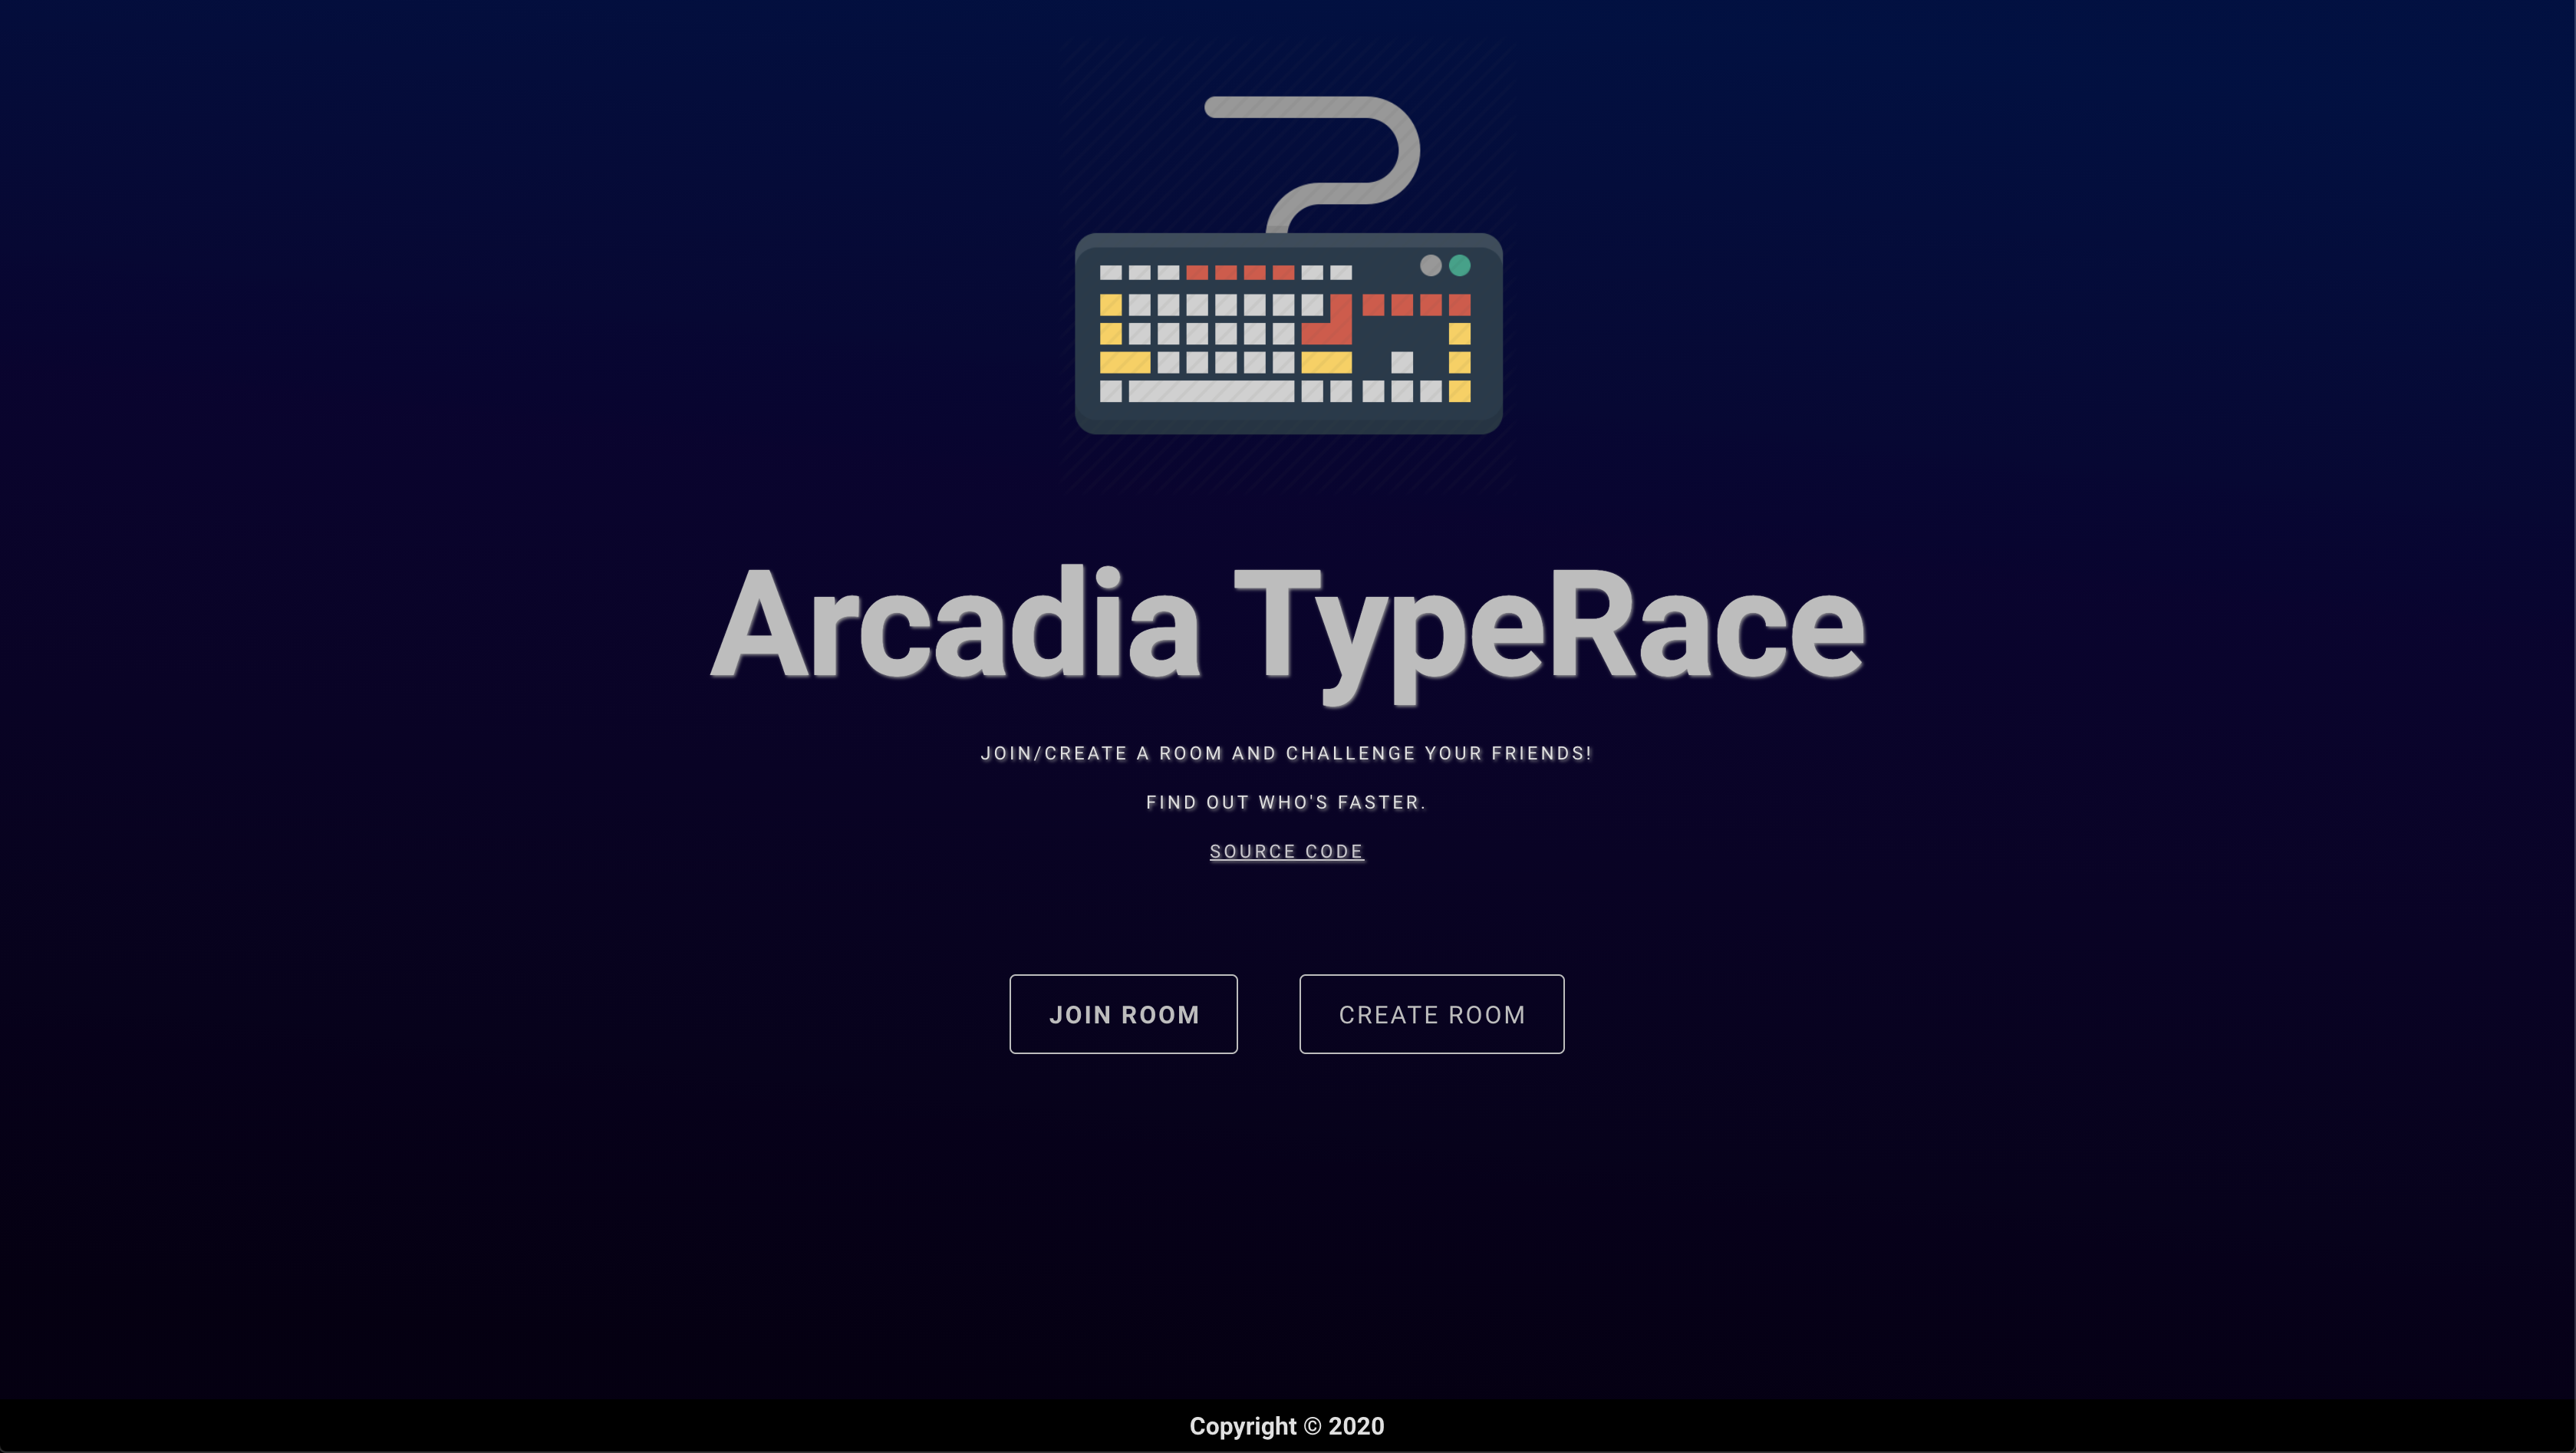 Arcadia TypeRace
JOIN/CREATE A ROOM AND CHALLENGE YOUR FRIENDS!
FIND OUT WHO'S FASTER.
SOURCE CODE
JOIN ROOM
CREATE ROOM
Copyright © 2020